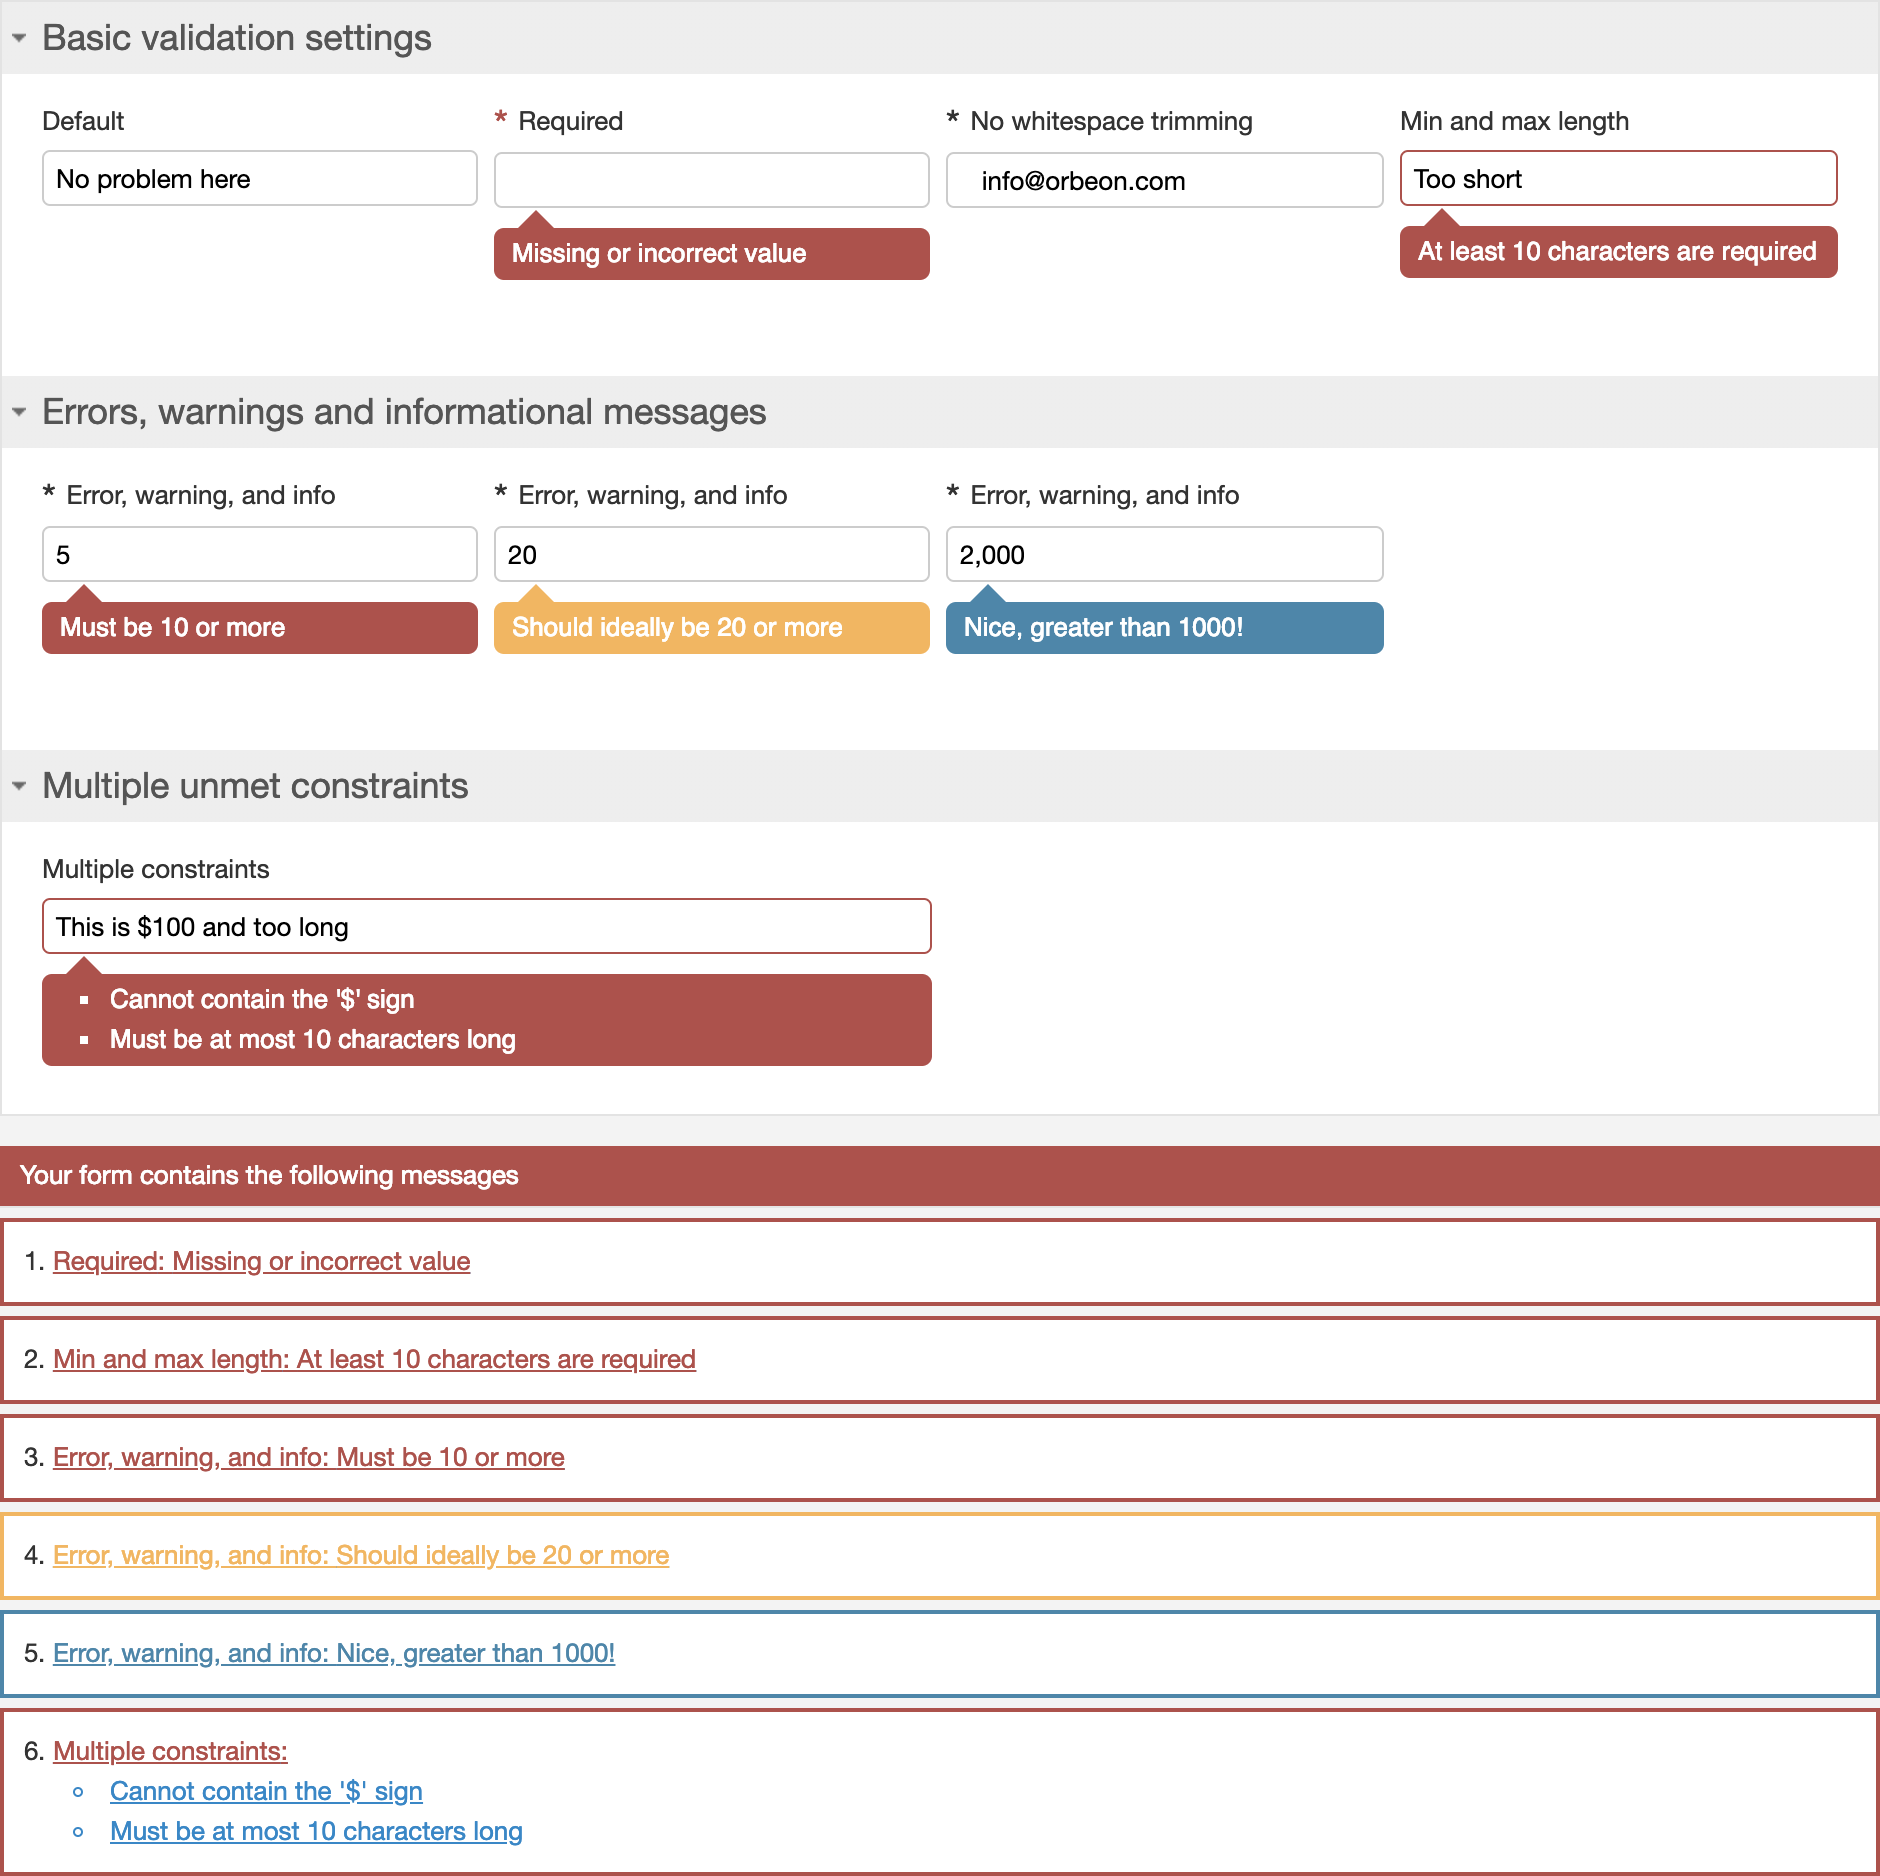 Basic validation settings
Default
* Required
* No whitespace trimming
Min and max length
No problem here
info@orbeon.com
Too short
Missing or incorrect value
At least 10 characters are required
Errors, warnings and informational messages
* Error, warning, and info
* Error, warning, and info
* Error, warning, and info
5
20
2,000
Must be 10 or more
Should ideally be 20 or more
Nice, greater than 1000!
Multiple unmet constraints
Multiple constraints
This is $100 and too long
Cannot contain the '$' sign
Must be at most 10 characters long
Your form contains the following messages
1. Required: Missing or incorrect value
2. Min and max length: At least 10 characters are required
3. Error, warning, and info: Must be 10 or more
4. Error, warning, and info: Should ideally be 20 or more
5. Error, warning, and info: Nice, greater than 1000!
6. Multiple constraints:
Cannot contain the '$' sign
Must be at most 10 characters long